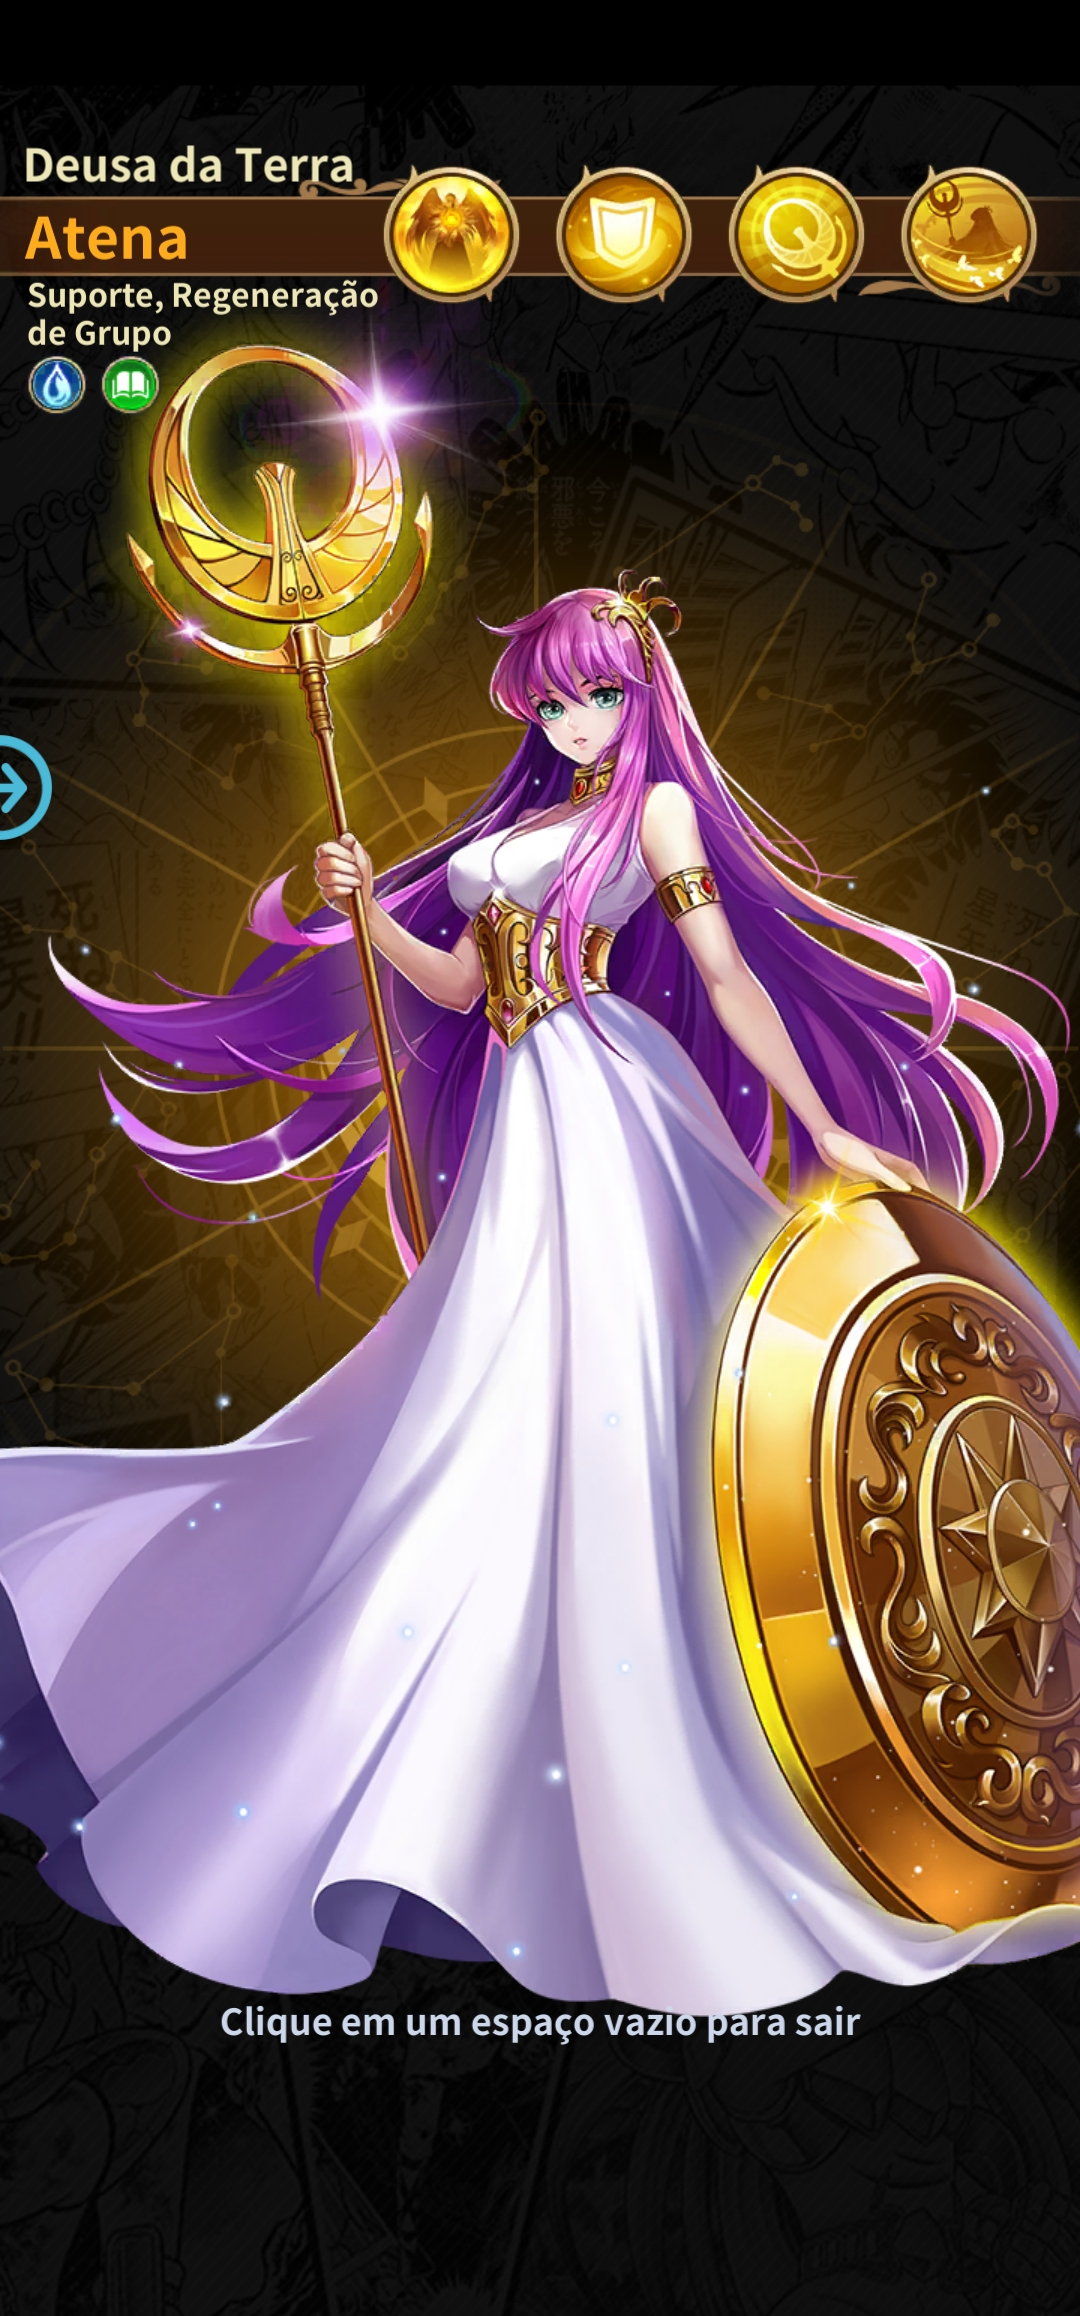 Deusa da Terra
Atena
Suporte, Regeneração
de Grupo
Clique em um espaço vazio para sair